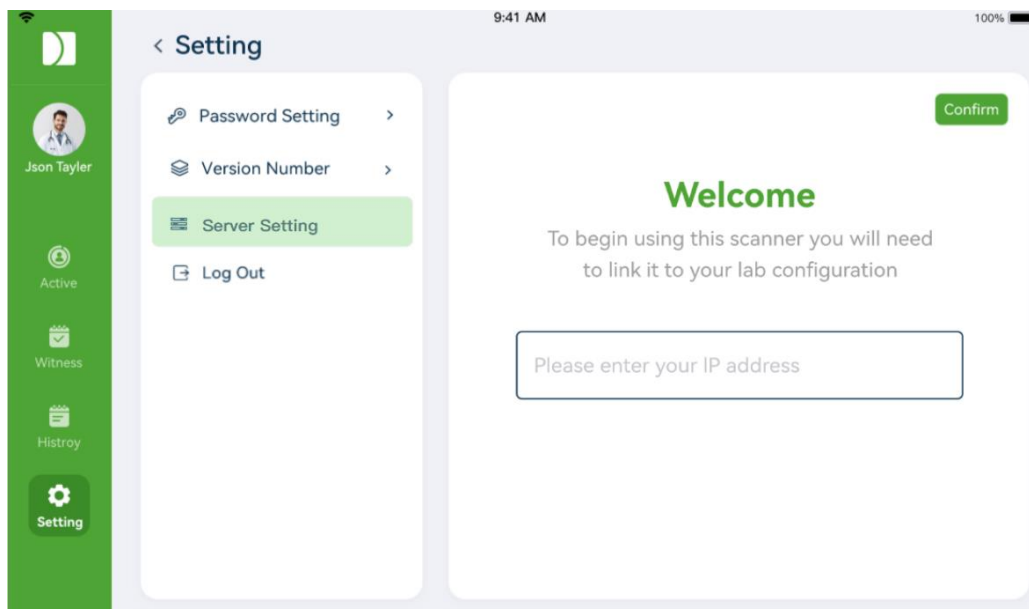 9:41 AM
100%
Setting
Json Tayler
Active
Witness
Histroy
Setting
Password Setting
Version Number
Server Setting
Log Out
Confirm
Welcome
To begin using this scanner you will need
to link it to your lab configuration
Please enter your IP address